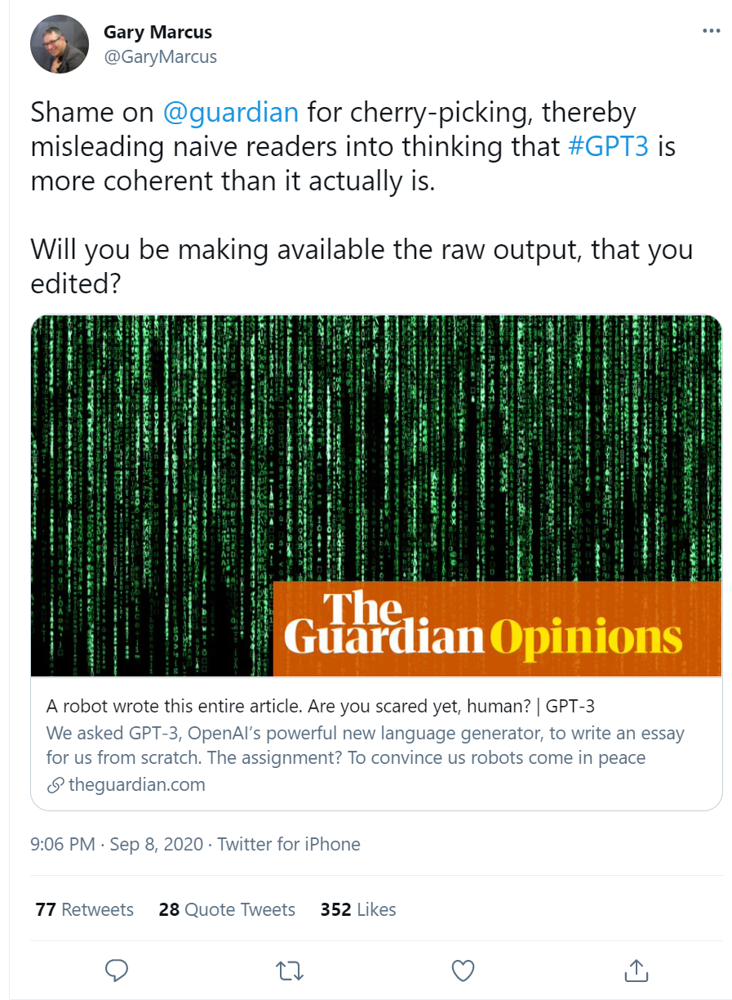 Gary Marcus
@GaryMarcus
Shame on @guardian for cherry-picking, thereby
misleading naive readers into thinking that #GPT3 is
more coherent than it actually is.
Will you be making available the raw output, that you
edited?
The
Guardian Opinions
A robot wrote this entire article. Are you scared yet, human? | GPT-3
We asked GPT-3, OpenAI’s powerful new language generator, to write an essay
for us from scratch. The assignment? To convince us robots come in peace
theguardian.com
9:06 PM · Sep 8, 2020 · Twitter for iPhone
77 Retweets 28 Quote Tweets 352 Likes